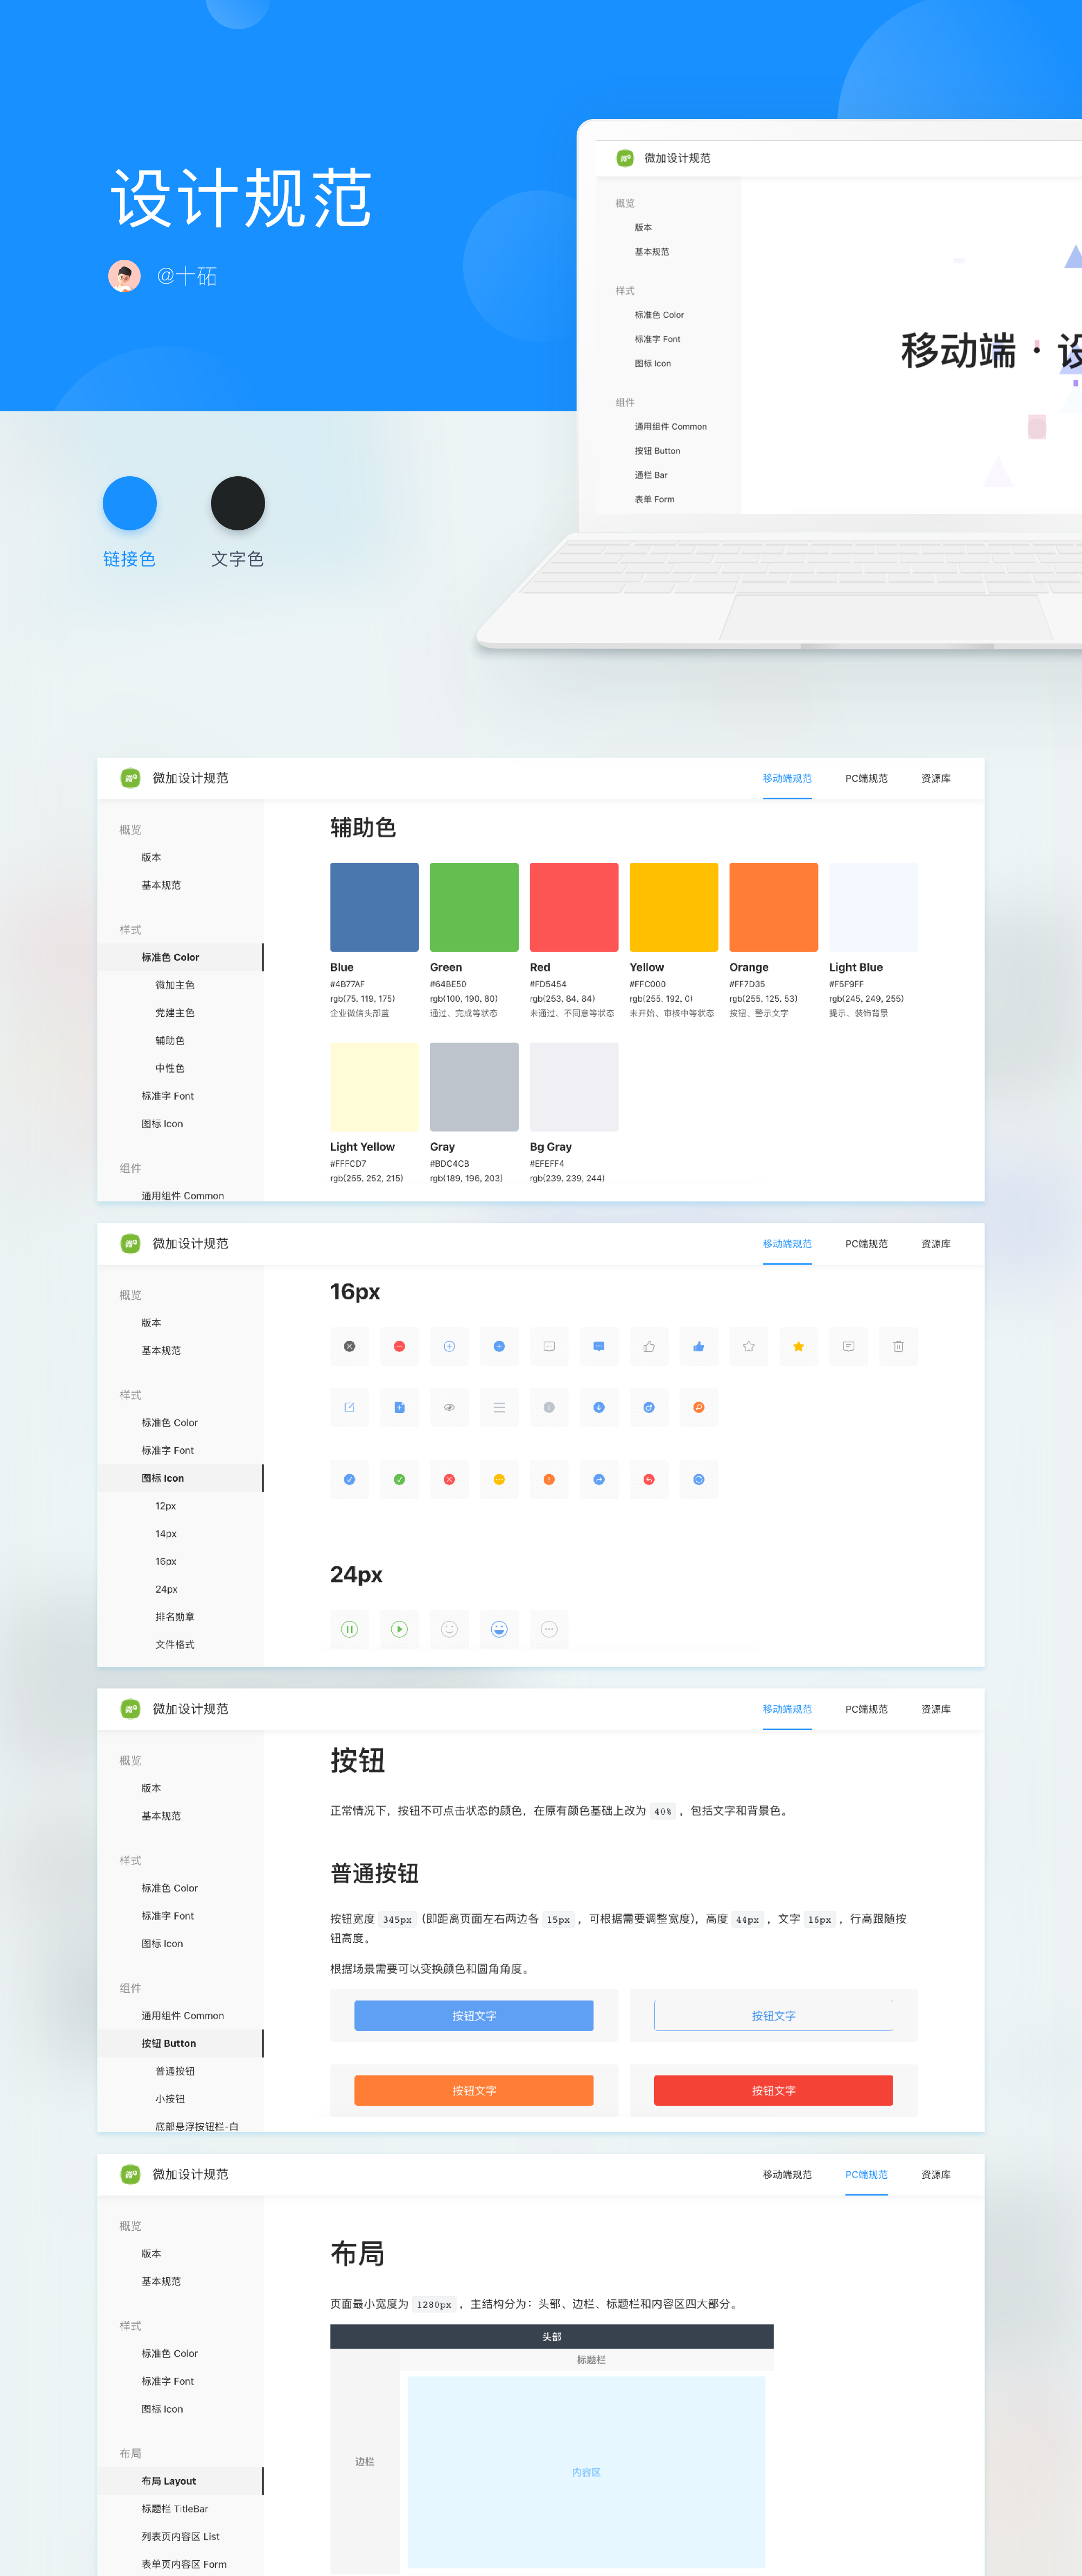 设计规范
@十砳
微加设计规范
概览
版本
基本规范
样式
标准色 Color
标准字 Font
图标 Icon
组件
通用组件 Common
按钮 Button
通栏 Bar
表单 Form
移动端 · 设
链接色
文字色
微加设计规范
移动端规范 PC端规范 资源库
概览
版本
基本规范
样式
标准色 Color
微加主色
党建主色
辅助色
中性色
标准字 Font
图标 Icon
组件
通用组件 Common
辅助色
Blue Green Red Yellow Orange Light Blue
#4B77AF #64BE50 #FD5454 #FFC000 #FF7D35 #F5F9FF
rgb(75, 119, 175) rgb(100, 190, 80) rgb(253, 84, 84) rgb(255, 192, 0) rgb(255, 125, 53) rgb(245, 249, 255)
企业微信头部蓝 通过、完成等状态 未通过、不同意等状态 未开始、审核中等状态 按钮、警示文字 提示、装饰背景
Light Yellow Gray Bg Gray
#FFFCD7 #BDC4CB #EFEFF4
rgb(255, 252, 215) rgb(189, 196, 203) rgb(239, 239, 244)
微加设计规范
移动端规范 PC端规范 资源库
概览
版本
基本规范
样式
标准色 Color
标准字 Font
图标 Icon
12px
14px
16px
24px
排名勋章
文件格式
16px
24px
微加设计规范
移动端规范 PC端规范 资源库
概览
版本
基本规范
样式
标准色 Color
标准字 Font
图标 Icon
组件
通用组件 Common
按钮 Button
普通按钮
小按钮
底部悬浮按钮栏-白
按钮
正常情况下，按钮不可点击状态的颜色，在原有颜色基础上改为 40% ，包括文字和背景色。
普通按钮
按钮宽度 345px (即距离页面左右两边各 15px ，可根据需要调整宽度)，高度 44px ，文字 16px ，行高跟随按
钮高度。
根据场景需要可以变换颜色和圆角角度。
按钮文字 按钮文字
按钮文字 按钮文字
微加设计规范
移动端规范 PC端规范 资源库
概览
版本
基本规范
样式
标准色 Color
标准字 Font
图标 Icon
布局
布局 Layout
标题栏 TitleBar
列表页内容区 List
表单页内容区 Form
布局
页面最小宽度为 1280px ，主结构分为：头部、边栏、标题栏和内容区四大部分。
头部
标题栏
边栏
内容区